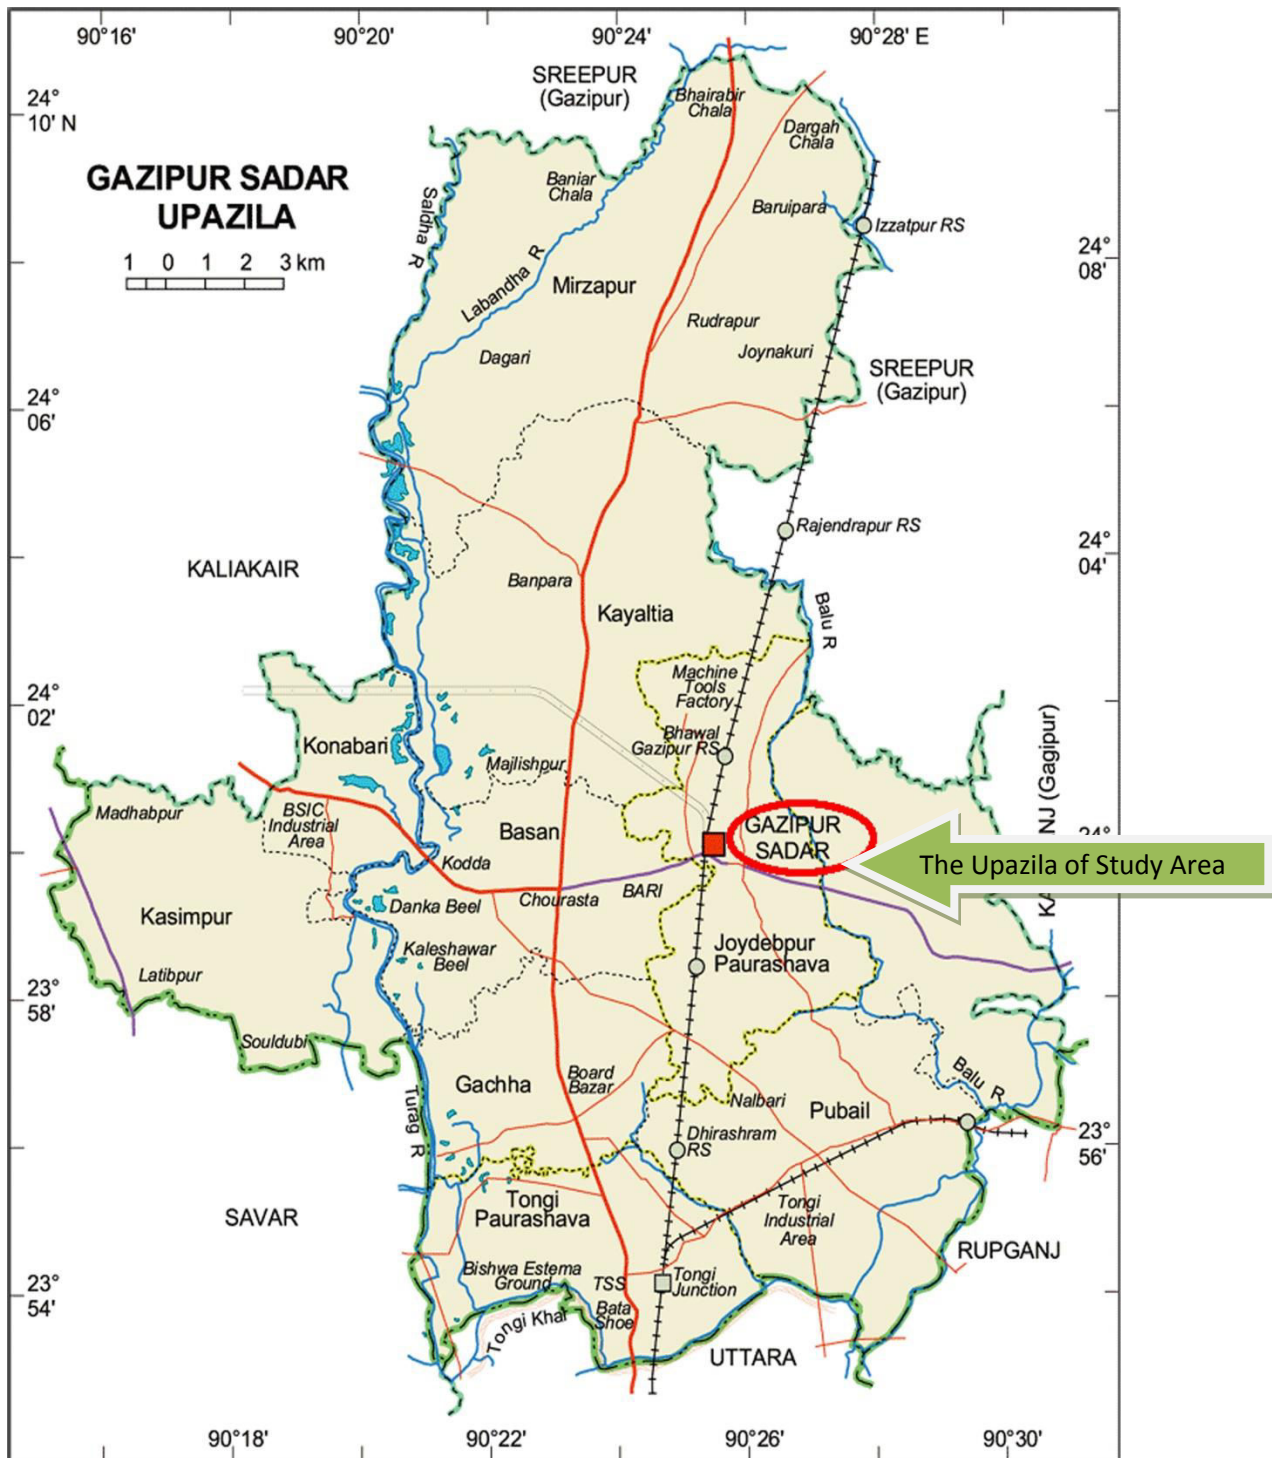 90°16'
90°20'
90°24'
90°28' E
SREEPUR
(Gazipur)
24°
10' N
Bhairabir
Chala
Dargah
Chala
GAZIPUR SADAR
UPAZILA
Baniar
Chala
Saldha R
Baruipara
Izzatpur RS
1 0 1 2 3 km
24°
08'
Labandha R
Mirzapur
Rudrapur
Joynakuri
Dagari
SREEPUR
(Gazipur)
24°
06'
Rajendrapur RS
KALIAKAIR
24°
04'
Banpara
Kayaltia
Balu R
Machine
Tools
Factory
24°
02'
Konabari
Bhawal
Gazipur RS
Majlishpur
Madhabpur
BSIC
Industrial
Area
Basan
GAZIPUR
SADAR
24°
NJ (Gagipur)
The Upazila of Study Area
Kodda
Danka Beel
Chourasta
BARI
Kasimpur
Kaleshawar
Beel
Joydebpur
Paurashava
Latibpur
23°
58'
Souldubi
Gachha
Board
Bazar
Nalbari
Pubail
Balu R
Turag R
Dhirashram
RS
23°
56'
SAVAR
Tongi
Paurashava
Tongi
Industrial
Area
RUPGANJ
Bishwa Estema
Ground
TSS
Tongi
Junction
23°
54'
Bata
Shoe
Tongi Khal
UTTARA
90°18'
90°22'
90°26'
90°30'